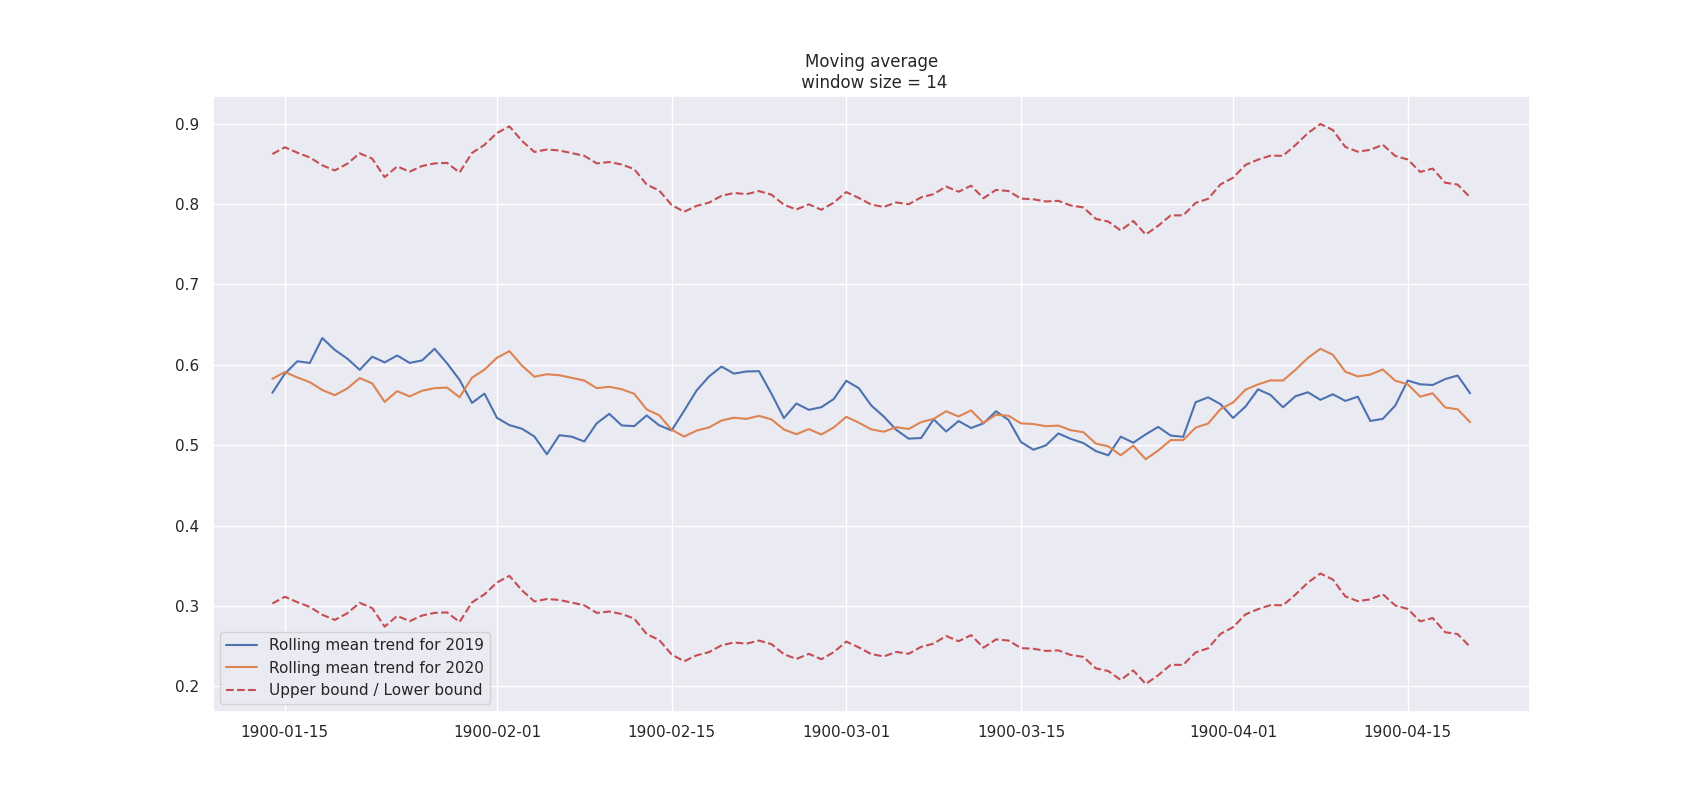 Moving average
window size = 14
0.9
0.8
0.7
0.6
0.5
0.4
0.3
0.2
Rolling mean trend for 2019
Rolling mean trend for 2020
Upper bound / Lower bound
1900-01-15 1900-02-01 1900-02-15 1900-03-01 1900-03-15 1900-04-01 1900-04-15